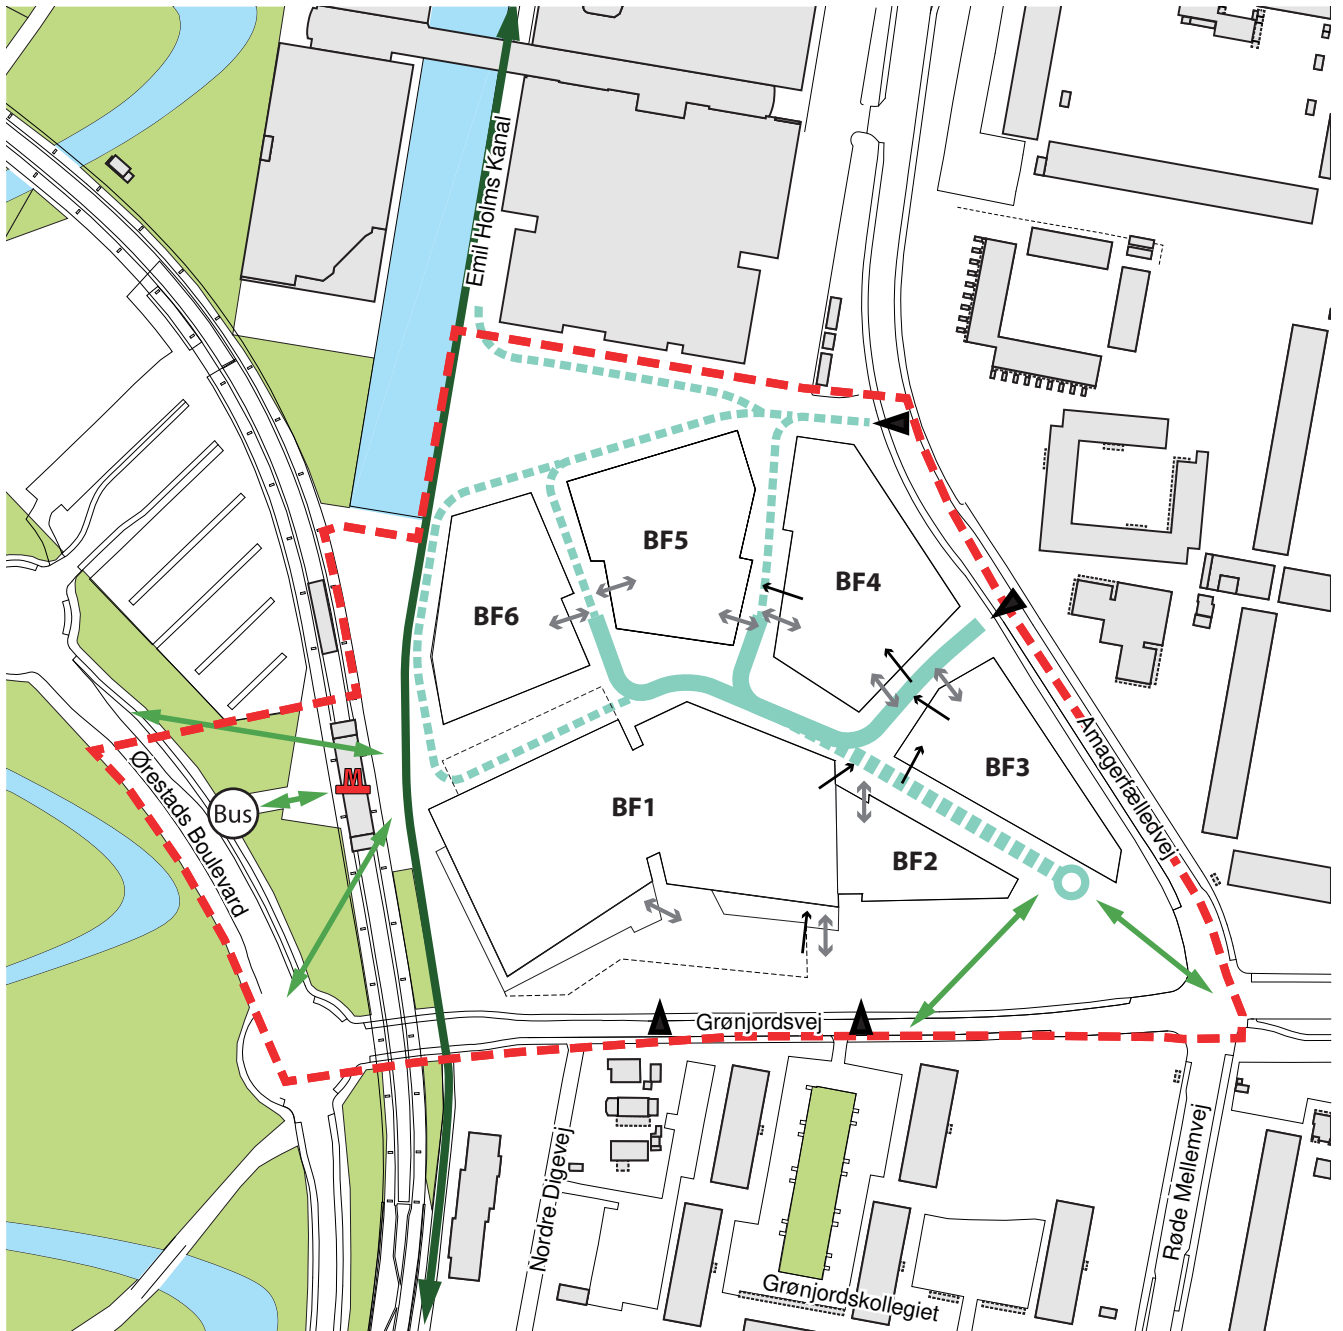 Emil Holms Kanal
BF5
BF4
BF6
Amagerfælledvej
Ørestads Boulevard
BF3
M
Bus
BF1
BF2
Grønjordsvej
Nordre Digevej
Røde Mellemvej
Grønjordskollegiet